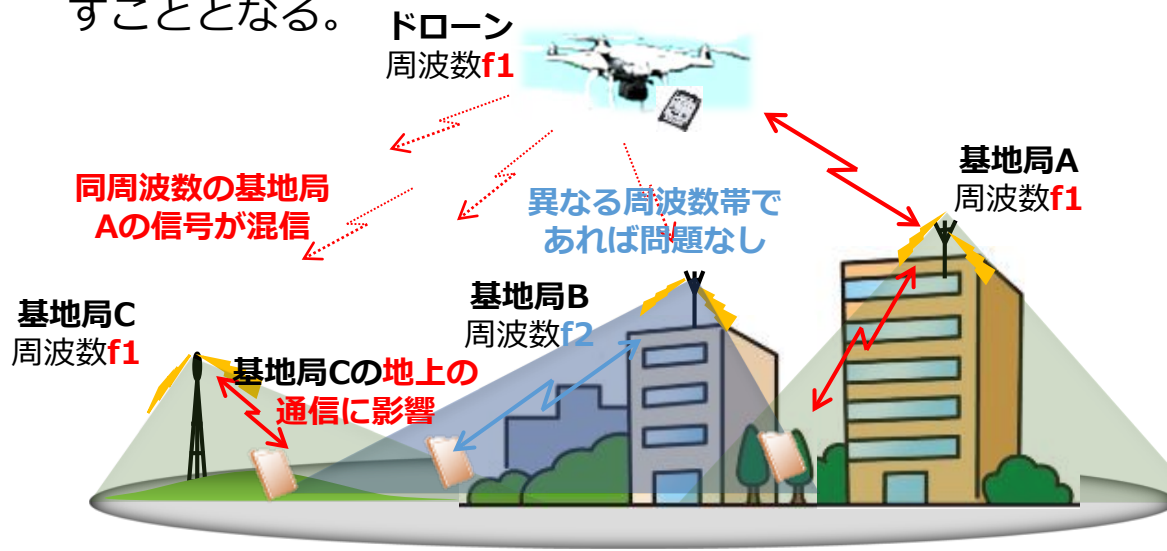 すこととなる。
ドローン
周波数f1
同周波数の基地局
Aの信号が混信
異なる周波数帯で
あれば問題なし
基地局A
周波数f1
基地局B
周波数f2
基地局C
周波数f1
基地局Cの地上の
通信に影響